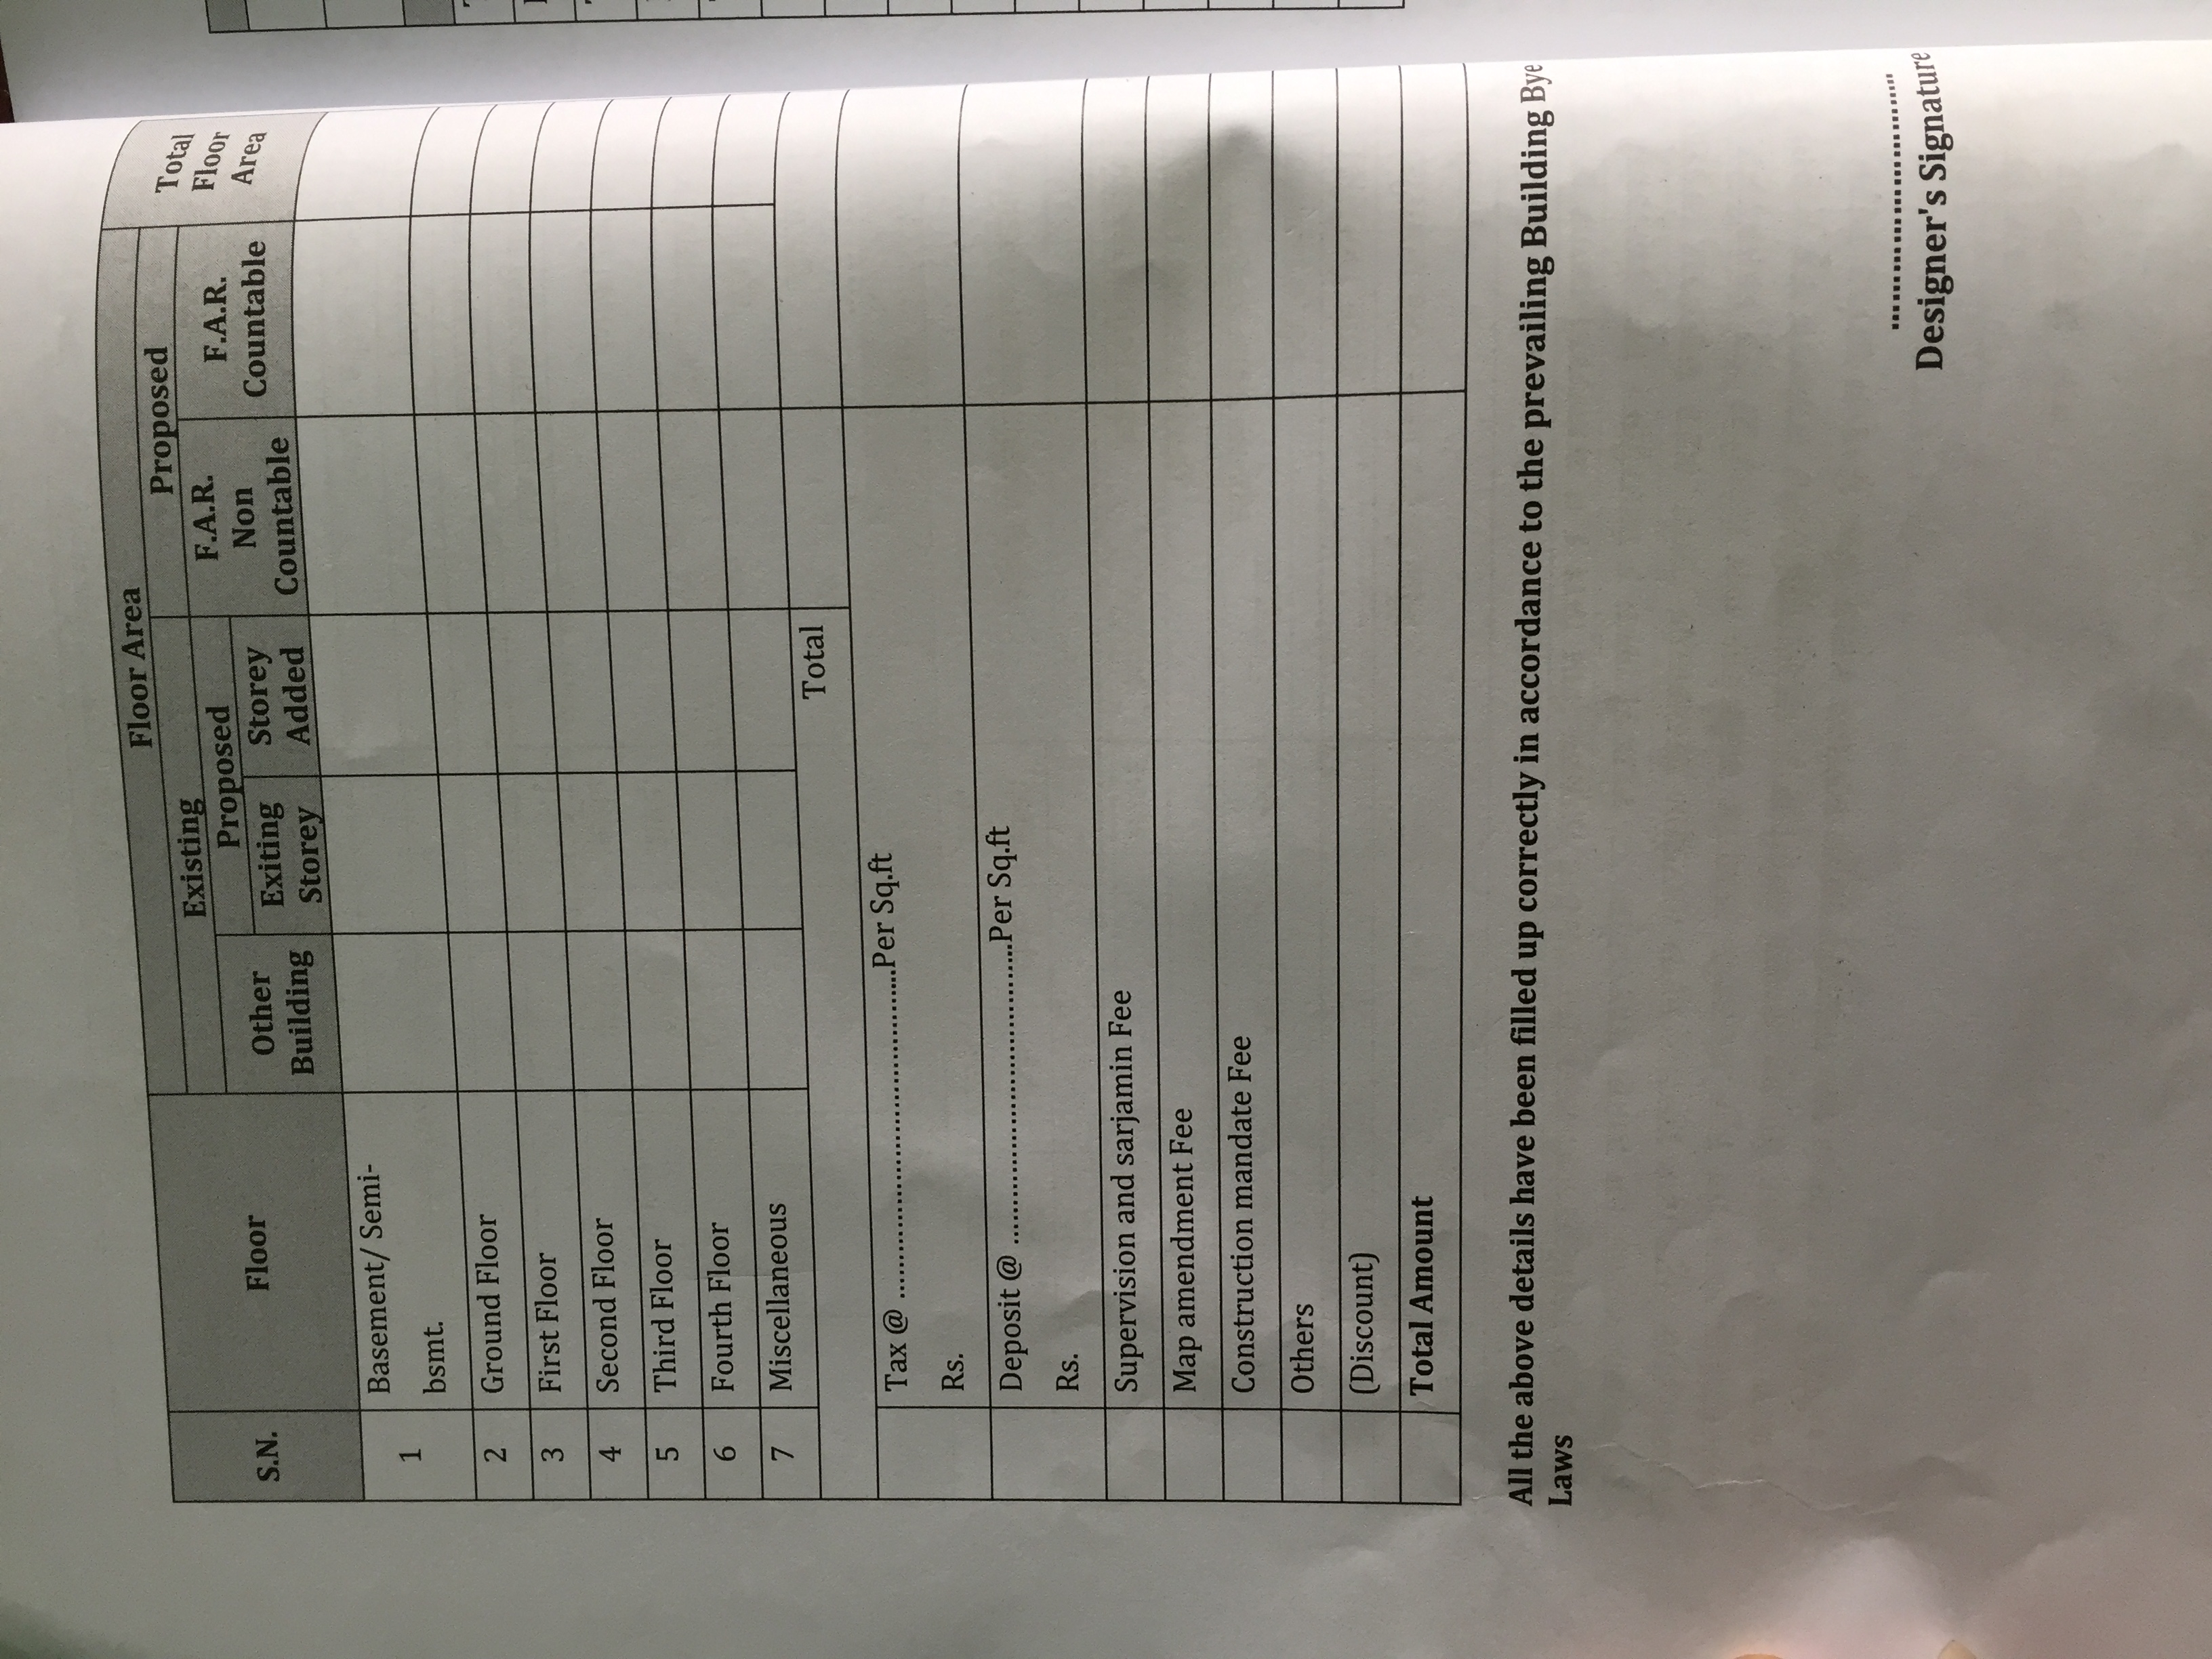 Floor Area
Existing
Proposed
Total
Floor
Area
S.N.
Floor
Other
Building
Proposed
Exiting
Storey
Storey
Added
F.A.R.
Non
Countable
F.A.R.
Countable
1 Basement/ Semi-
bsmt.
2 Ground Floor
3 First Floor
4 Second Floor
5 Third Floor
6 Fourth Floor
7 Miscellaneous
Total
Tax @ ..........................................Per Sq.ft
Rs.
Deposit @ ......................................Per Sq.ft
Rs.
Supervision and sarjamin Fee
Map amendment Fee
Construction mandate Fee
Others
(Discount)
Total Amount
All the above details have been filled up correctly in accordance to the prevailing Building Bye
Laws
............................
Designer's Signature